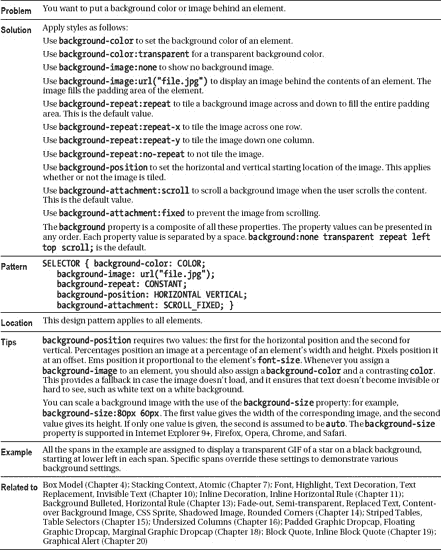 Problem You want to put a background color or image behind an element.
Solution Apply styles as follows:
Use background-color to set the background color of an element.
Use background-color:transparent for a transparent background color.
Use background-image:none to show no background image.
Use background-image:url("file.jpg") to display an image behind the contents of an element. The
image fills the padding area of the element.
Use background-repeat:repeat to tile a background image across and down to fill the entire padding
area. This is the default value.
Use background-repeat:repeat-x to tile the image across one row.
Use background-repeat:repeat-y to tile the image down one column.
Use background-repeat:no-repeat to not tile the image.
Use background-position to set the horizontal and vertical starting location of the image. This applies
whether or not the image is tiled.
Use background-attachment:scroll to scroll a background image when the user scrolls the content.
This is the default value.
Use background-attachment:fixed to prevent the image from scrolling.
The background property is a composite of all these properties. The property values can be presented in
any order. Each property value is separated by a space. background:none transparent repeat left
top scroll; is the default.
Pattern SELECTOR { background-color: COLOR;
background-image: url("file.jpg");
background-repeat: CONSTANT;
background-position: HORIZONTAL VERTICAL;
background-attachment: SCROLL_FIXED; }
Location This design pattern applies to all elements.
Tips background-position requires two values: the first for the horizontal position and the second for
vertical. Percentages position an image at a percentage of an element's width and height. Pixels position it
at an offset. Ems position it proportional to the element's font-size. Whenever you assign a
background-image to an element, you should also assign a background-color and a contrasting color.
This provides a fallback in case the image doesn't load, and it ensures that text doesn't become invisible or
hard to see, such as white text on a white background.
You can scale a background image with the use of the background-size property: for example,
background-size:80px 60px. The first value gives the width of the corresponding image, and the second
value gives its height. If only one value is given, the second is assumed to be auto. The background-size
property is supported in Internet Explorer 9+, Firefox, Opera, Chrome, and Safari.
Example All the spans in the example are assigned to display a transparent GIF of a star on a black background,
starting at lower left in each span. Specific spans override these settings to demonstrate various
background settings.
Related to Box Model (Chapter 4); Stacking Context, Atomic (Chapter 7); Font, Highlight, Text Decoration, Text
Replacement, Invisible Text (Chapter 10); Inline Decoration, Inline Horizontal Rule (Chapter 11);
Background Bulleted, Horizontal Rule (Chapter 13); Fade-out, Semi-transparent, Replaced Text, Content-
over Background Image, CSS Sprite, Shadowed Image, Rounded Corners (Chapter 14); Striped Tables,
Table Selectors (Chapter 15); Undersized Columns (Chapter 16); Padded Graphic Dropcap, Floating
Graphic Dropcap, Marginal Graphic Dropcap (Chapter 18); Block Quote, Inline Block Quote (Chapter 19);
Graphical Alert (Chapter 20)